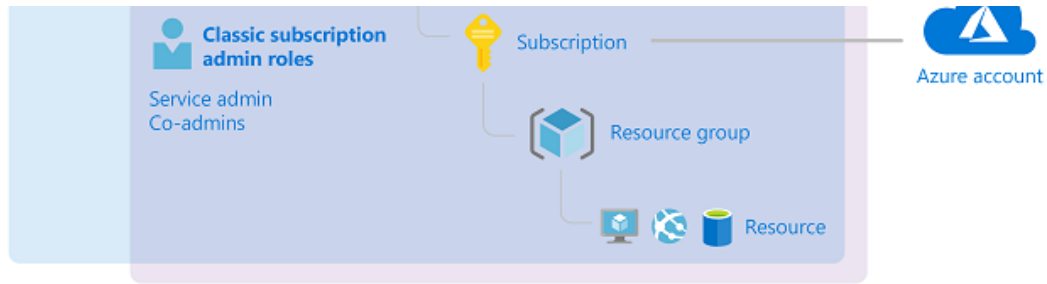 Classic subscription
admin roles
Service admin
Co-admins
Subscription
Azure account
Resource group
Resource